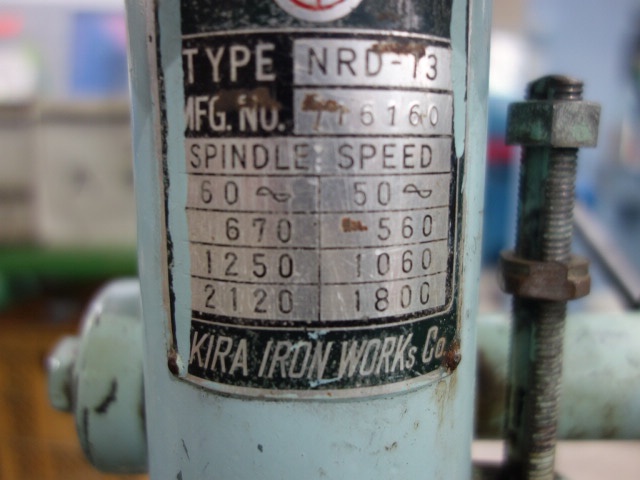 TYPE NRD-13
MFG. NO. 716160
SPINDLE SPEED
60~ 50~
670 560
1250 1060
2120 1800
KIRA IRON WORKs Co.